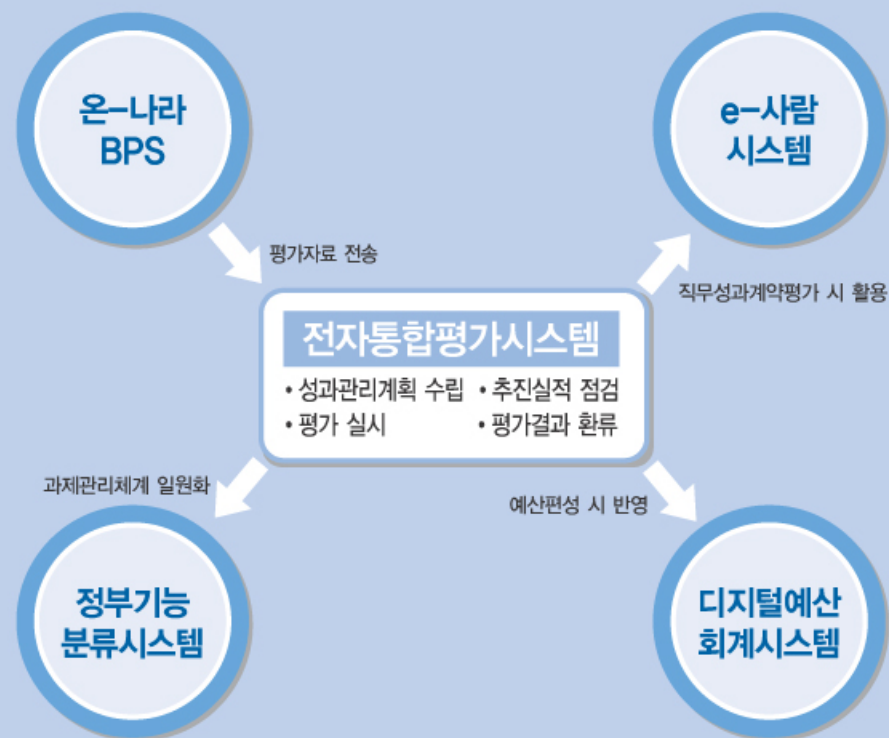 온-나라
BPS
e-사람
시스템
평가자료 전송
직무성과계약평가 시 활용
전자통합평가시스템
• 성과관리계획 수립 • 추진실적 점검
• 평가 실시 • 평가결과 환류
과제관리체계 일원화
예산편성 시 반영
정부기능
분류시스템
디지털예산
회계시스템